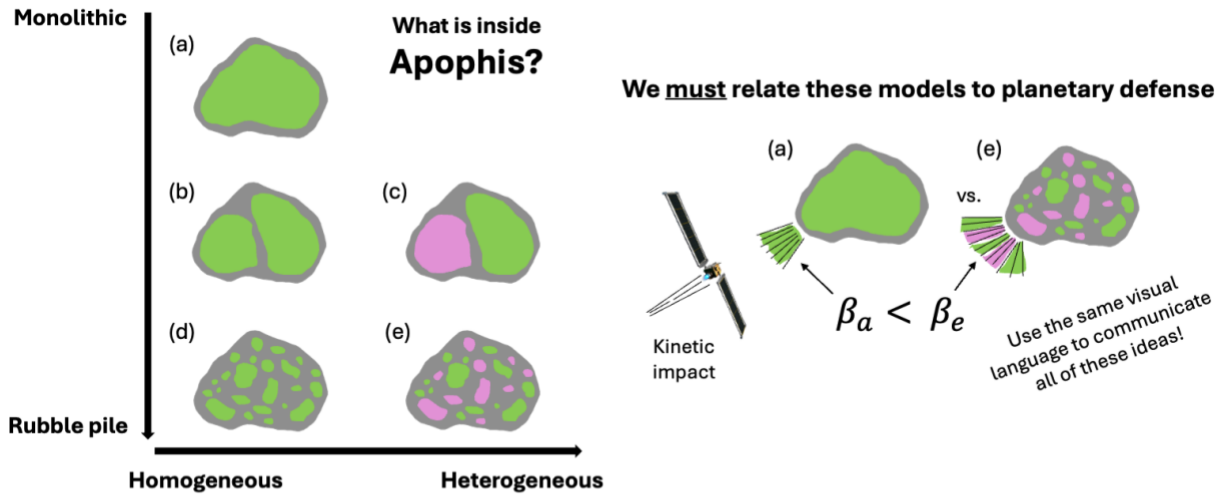 Monolithic
What is inside
Apophis?
(a)
(b)
(c)
(d)
(e)
Rubble pile
Homogeneous
Heterogeneous
We must relate these models to planetary defense
(a)
(e)
vs.
βₐ < βₑ
Kinetic
impact
Use the same visual
language to communicate
all of these ideas!